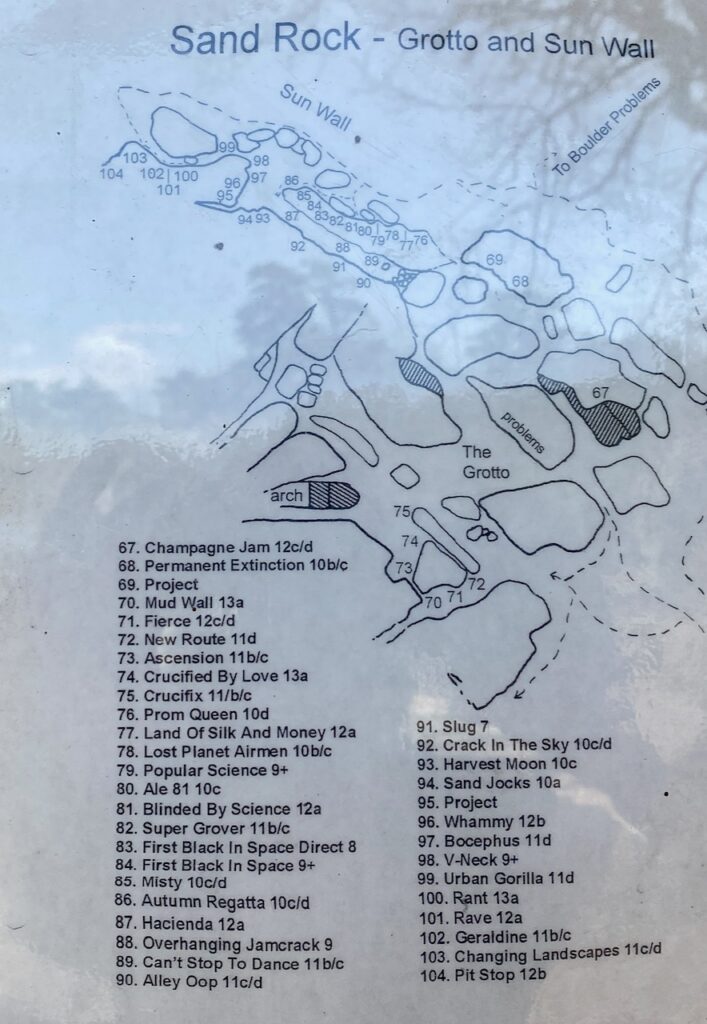 Sand Rock - Grotto and Sun Wall
Sun Wall
To Boulder Problems
99
103
98
104
102
100
97
101
96
95
86
85
84
94 93
87
83
82
81
80
78
79
77
76
92
88
89
91
90
69
68
67
problems
The
Grotto
arch
75
74
73
72
71
70
67. Champagne Jam 12c/d
68. Permanent Extinction 10b/c
69. Project
70. Mud Wall 13a
71. Fierce 12c/d
72. New Route 11d
73. Ascension 11b/c
74. Crucified By Love 13a
75. Crucifix 11/b/c
76. Prom Queen 10d
77. Land Of Silk And Money 12a
78. Lost Planet Airmen 10b/c
79. Popular Science 9+
80. Ale 81 10c
81. Blinded By Science 12a
82. Super Grover 11b/c
83. First Black In Space Direct 8
84. First Black In Space 9+
85. Misty 10c/d
86. Autumn Regatta 10c/d
87. Hacienda 12a
88. Overhanging Jamcrack 9
89. Can't Stop To Dance 11b/c
90. Alley Oop 11c/d
91. Slug 7
92. Crack In The Sky 10c/d
93. Harvest Moon 10c
94. Sand Jocks 10a
95. Project
96. Whammy 12b
97. Bocephus 11d
98. V-Neck 9+
99. Urban Gorilla 11d
100. Rant 13a
101. Rave 12a
102. Geraldine 11b/c
103. Changing Landscapes 11c/d
104. Pit Stop 12b